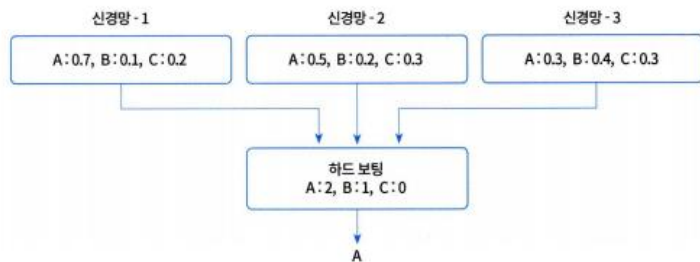 신경망 - 1
신경망 - 2
신경망 - 3
A:0.7, B:0.1, C:0.2
A:0.5, B:0.2, C:0.3
A:0.3, B:0.4, C:0.3
하드 보팅
A:2, B:1, C:0
A